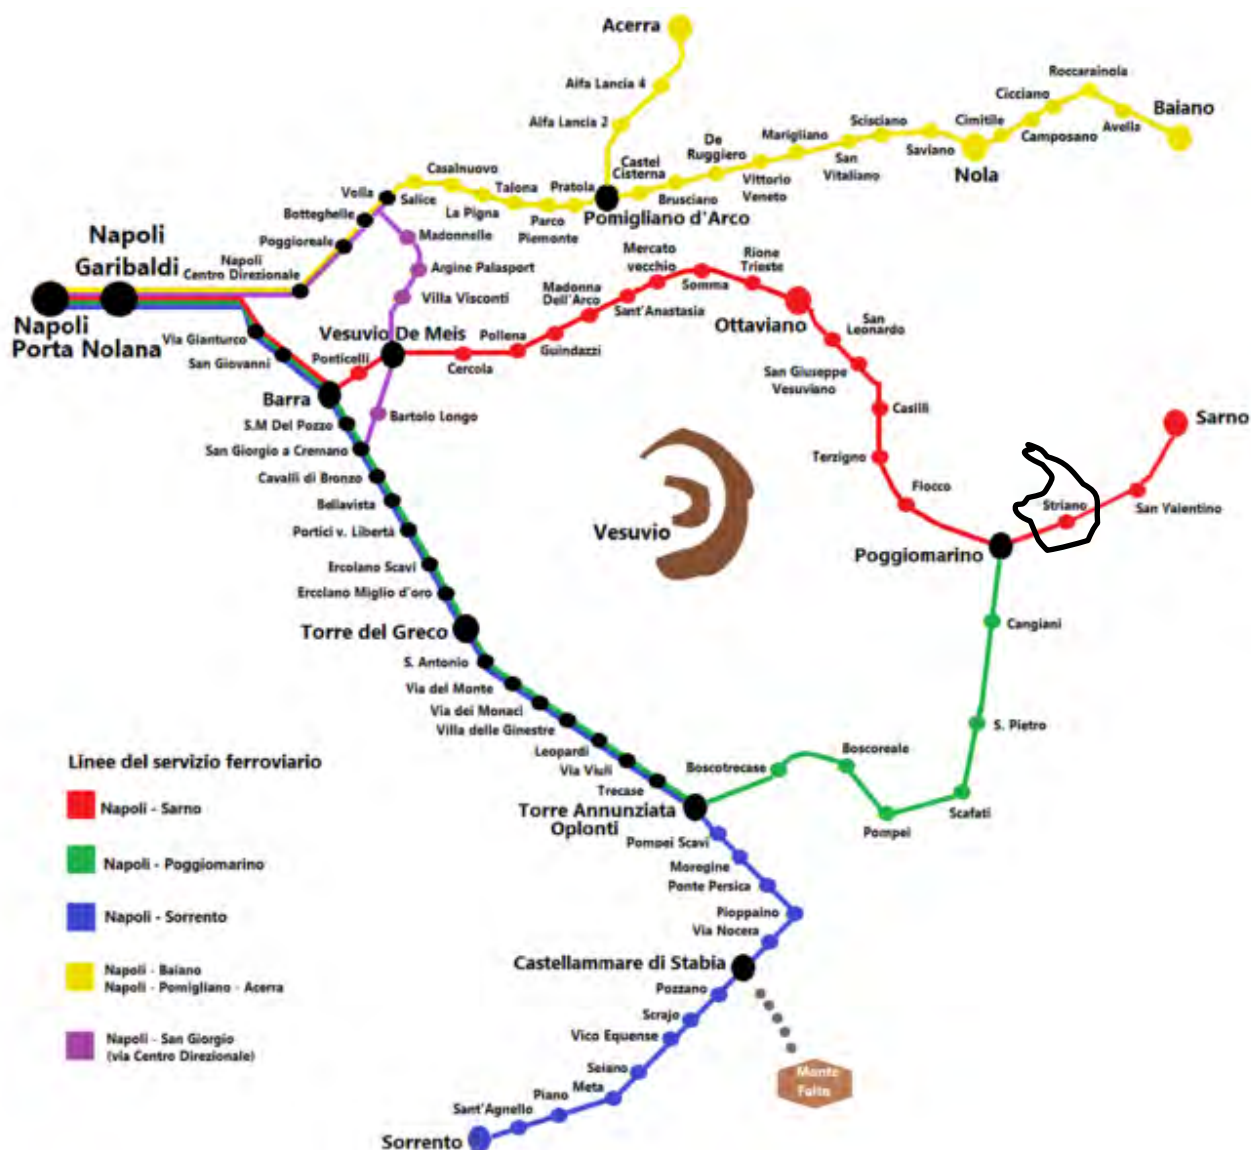 Acerra
Alfa Lancia 4
Alfa Lancia 2
Roccarainola
Cicciano
Baiano
Cimitile
Scisciano
Camposano
Avella
Marigliano
De
Ruggiero
Saviano
San
Vitaliano
Nola
Castel
Cisterna
Vittorio
Veneto
Brusciano
Casalnuovo
Talona
Pratola
Volla
Salice
La Pigna
Parco
Piemonte
Pomigliano d'Arco
Botteghelle
Madonnelle
Poggioreale
Napoli
Garibaldi
Napoli
Centro Direzionale
Argine Palasport
Villa Visconti
Mercato
vecchio
Rione
Trieste
Somma
Madonna
Dell'Arco
Sant'Anastasia
Ottaviano
San
Leonardo
Napoli
Porta Nolana
Via Gianturco
Vesuvio De Meis
Pollena
Guindazzi
San Giovanni
Ponticelli
Cercola
San Giuseppe
Vesuviano
Barra
Bartolo Longo
Casilli
Sarno
S.M Del Pozzo
San Giorgio a Cremano
Terzigno
Cavalli di Bronzo
Fiocco
Bellavista
Striano
San Valentino
Portici v. Libertà
Vesuvio
Poggiomarino
Ercolano Scavi
Ercolano Miglio d'oro
Torre del Greco
Cangiani
S. Antonio
Via del Monte
Via dei Monaci
Villa delle Ginestre
S. Pietro
Leopardi
Boscoreale
Via Viuli
Boscotrecase
Trecase
Torre Annunziata
Oplonti
Scafati
Pompei
Pompei Scavi
Moregine
Ponte Persica
Pioppaino
Via Nocera
Castellammare di Stabia
Pozzano
Scrajo
Vico Equense
Seiano
Meta
Piano
Sant'Agnello
Sorrento
Monte
Faito
Linee del servizio ferroviario
Napoli - Sarno
Napoli - Poggiomarino
Napoli - Sorrento
Napoli - Baiano
Napoli - Pomigliano - Acerra
Napoli - San Giorgio
(via Centro Direzionale)